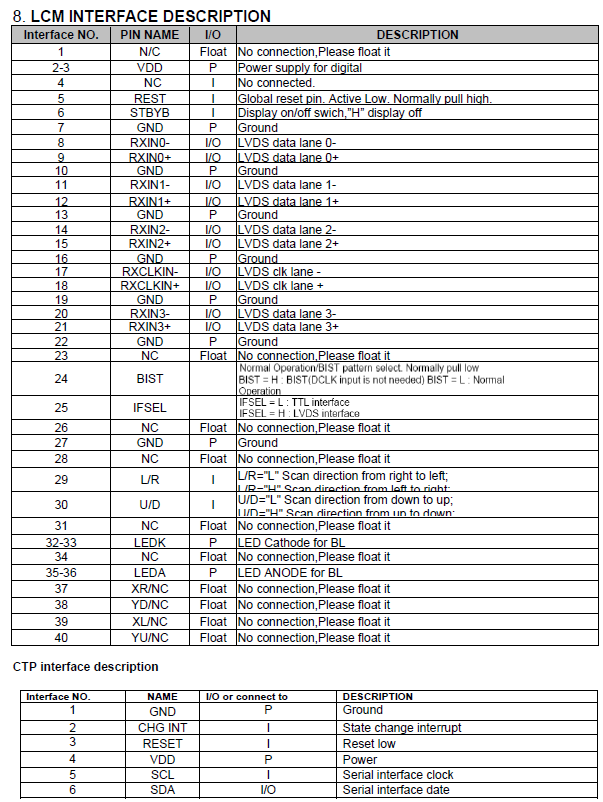 8. LCM INTERFACE DESCRIPTION
Interface NO. PIN NAME I/O DESCRIPTION
1 N/C Float No connection,Please float it
2-3 VDD P Power supply for digital
4 NC I No connected.
5 REST I Global reset pin. Active Low. Normally pull high.
6 STBYB I Display on/off swich,"H" display off
7 GND P Ground
8 RXIN0- I/O LVDS data lane 0-
9 RXIN0+ I/O LVDS data lane 0+
10 GND P Ground
11 RXIN1- I/O LVDS data lane 1-
12 RXIN1+ I/O LVDS data lane 1+
13 GND P Ground
14 RXIN2- I/O LVDS data lane 2-
15 RXIN2+ I/O LVDS data lane 2+
16 GND P Ground
17 RXCLKIN- I/O LVDS clk lane -
18 RXCLKIN+ I/O LVDS clk lane +
19 GND P Ground
20 RXIN3- I/O LVDS data lane 3-
21 RXIN3+ I/O LVDS data lane 3+
22 GND P Ground
23 NC Float No connection,Please float it
24 BIST Normal Operation/BIST pattern select. Normally pull low
BIST = H : BIST(DCLK input is not needed) BIST = L : Normal
Operation
25 IFSEL IFSEL = L : TTL interface
IFSEL = H : LVDS interface
26 NC Float No connection,Please float it
27 GND P Ground
28 NC Float No connection,Please float it
29 L/R I L/R="L" Scan direction from right to left;
L/R="H" Scan direction from left to right;
30 U/D I U/D="L" Scan direction from down to up;
U/D="H" Scan direction from up to down;
31 NC Float No connection,Please float it
32-33 LEDK P LED Cathode for BL
34 NC Float No connection,Please float it
35-36 LEDA P LED ANODE for BL
37 XR/NC Float No connection,Please float it
38 YD/NC Float No connection,Please float it
39 XL/NC Float No connection,Please float it
40 YU/NC Float No connection,Please float it
CTP interface description
Interface NO. NAME I/O or connect to DESCRIPTION
1 GND P Ground
2 CHG INT I State change interrupt
3 RESET I Reset low
4 VDD P Power
5 SCL I Serial interface clock
6 SDA I/O Serial interface date